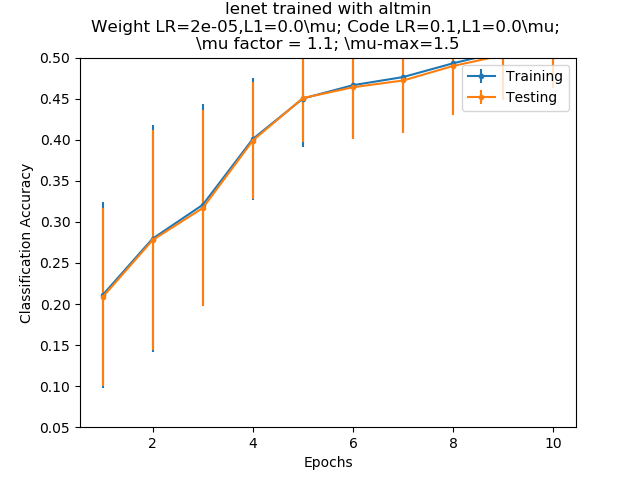 lenet trained with altmin
Weight LR=2e-05,L1=0.0\mu; Code LR=0.1,L1=0.0\mu;
\mu factor = 1.1; \mu-max=1.5
0.50
0.45
0.40
0.35
0.30
0.25
0.20
0.15
0.10
0.05
Classification Accuracy
Training
Testing
2
4
6
8
10
Epochs